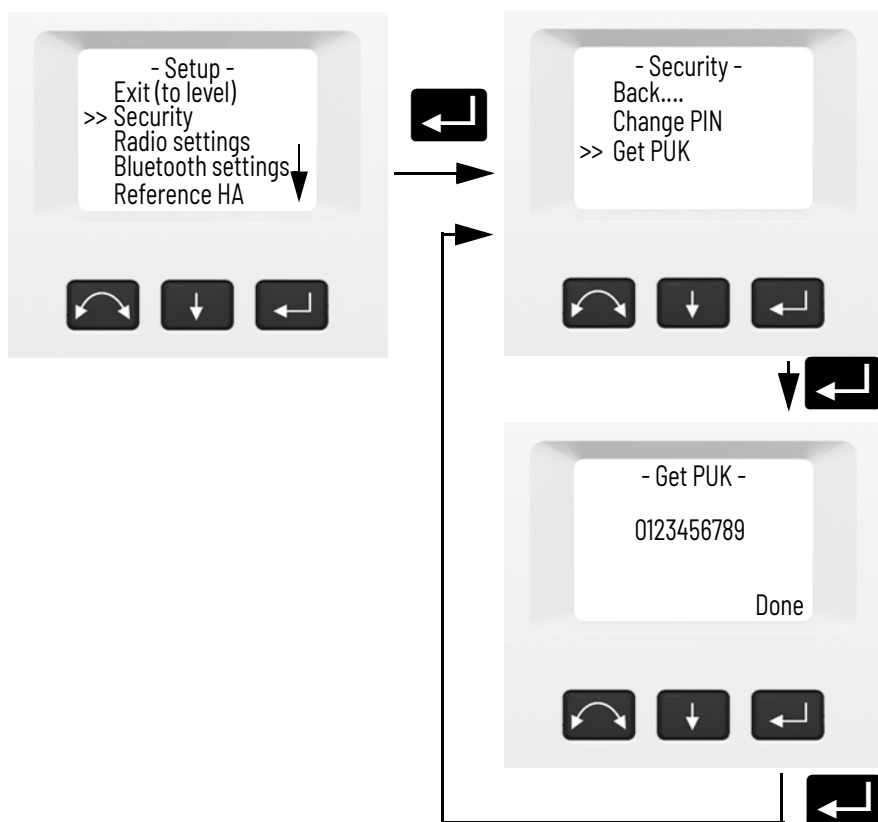 - Setup -
Exit (to level)
>> Security
Radio settings
Bluetooth settings
Reference HA
- Security -
Back....
Change PIN
>> Get PUK
- Get PUK -
0123456789
Done